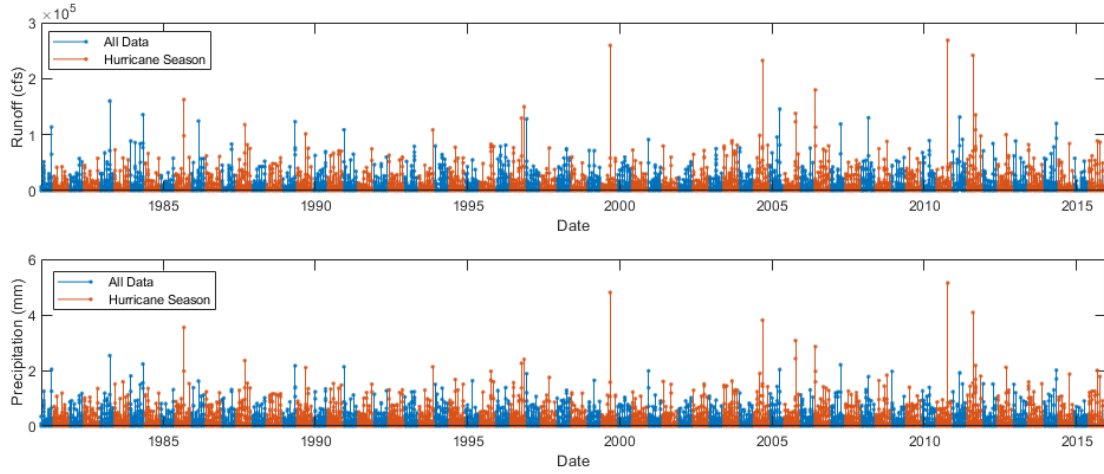 ×10^5
3
2
1
0
Runoff (cfs)
All Data
Hurricane Season
1985 1990 1995 2000 2005 2010 2015
Date
6
4
2
0
Precipitation (mm)
All Data
Hurricane Season
1985 1990 1995 2000 2005 2010 2015
Date